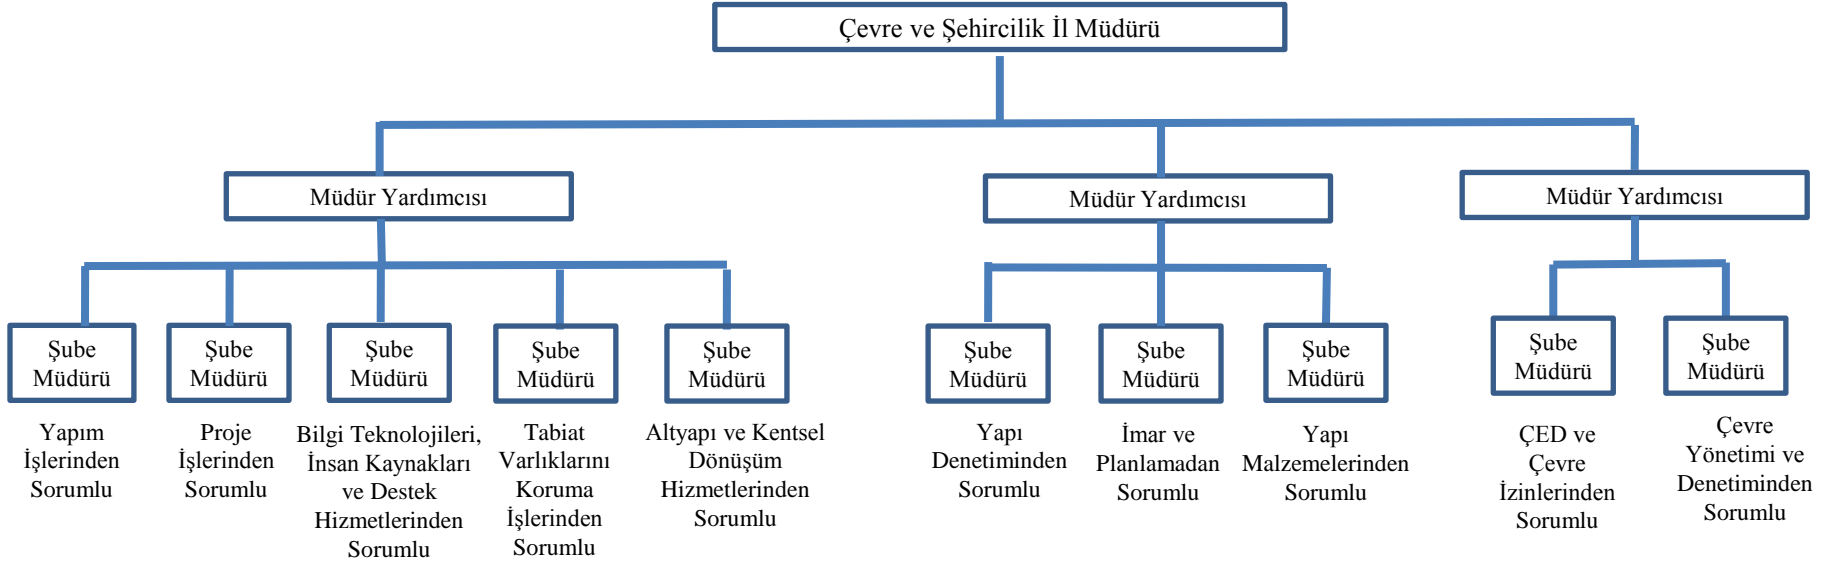 Çevre ve Şehircilik İl Müdürü
Müdür Yardımcısı
Müdür Yardımcısı
Müdür Yardımcısı
Şube
Müdürü
Yapım
İşlerinden
Sorumlu
Şube
Müdürü
Proje
İşlerinden
Sorumlu
Şube
Müdürü
Bilgi Teknolojileri,
İnsan Kaynakları
ve Destek
Hizmetlerinden
Sorumlu
Şube
Müdürü
Tabiat
Varlıklarını
Koruma
İşlerinden
Sorumlu
Şube
Müdürü
Altyapı ve Kentsel
Dönüşüm
Hizmetlerinden
Sorumlu
Şube
Müdürü
Yapı
Denetiminden
Sorumlu
Şube
Müdürü
İmar ve
Planlamadan
Sorumlu
Şube
Müdürü
Yapı
Malzemelerinden
Sorumlu
Şube
Müdürü
ÇED ve
Çevre
İzinlerinden
Sorumlu
Şube
Müdürü
Çevre
Yönetimi ve
Denetiminden
Sorumlu